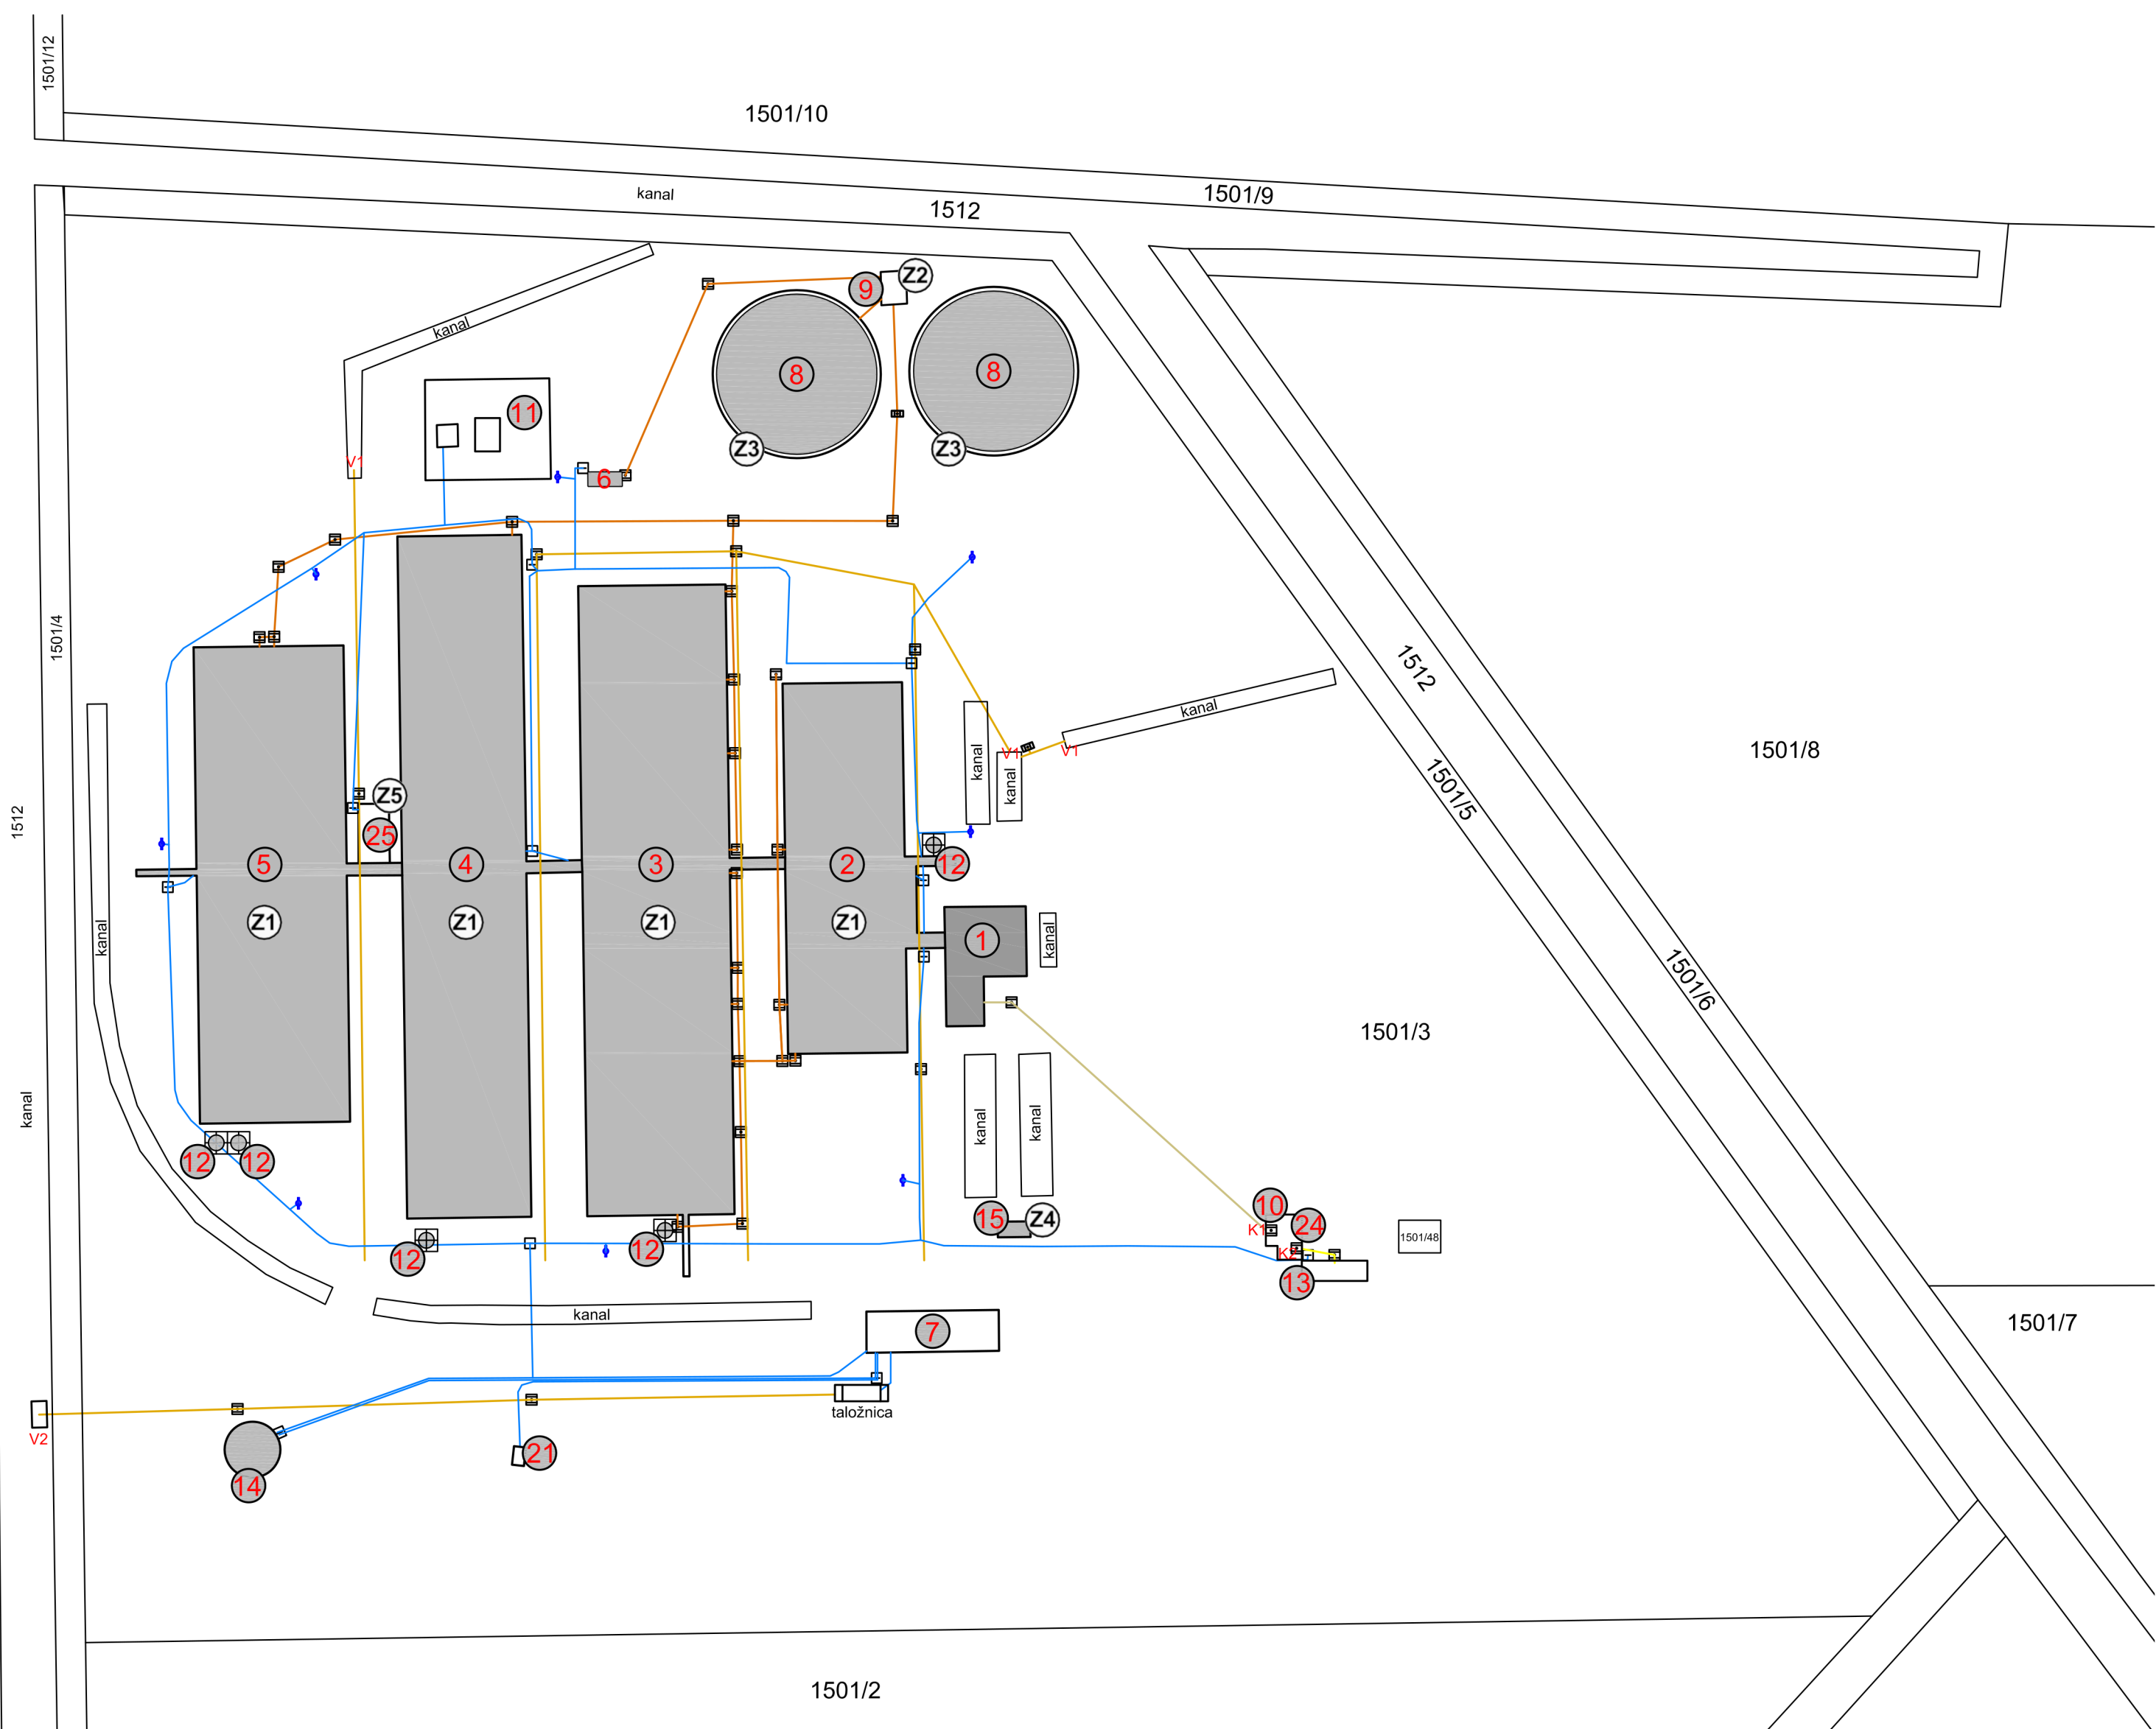 1501/12
1501/10
kanal
1512
1501/9
Z2
9
kanal
8
8
11
Z3
Z3
V1
6
1501/4
1512
kanal
V1
V1
1501/8
kanal
kanal
1501/5
Z5
25
1512
5
4
3
2
12
Z1
Z1
Z1
Z1
1
kanal
kanal
1501/6
1501/3
kanal
kanal
kanal
12
12
12
12
15
Z4
10
24
K1
K2
13
1501/48
kanal
7
1501/7
taložnica
V2
21
14
1501/2